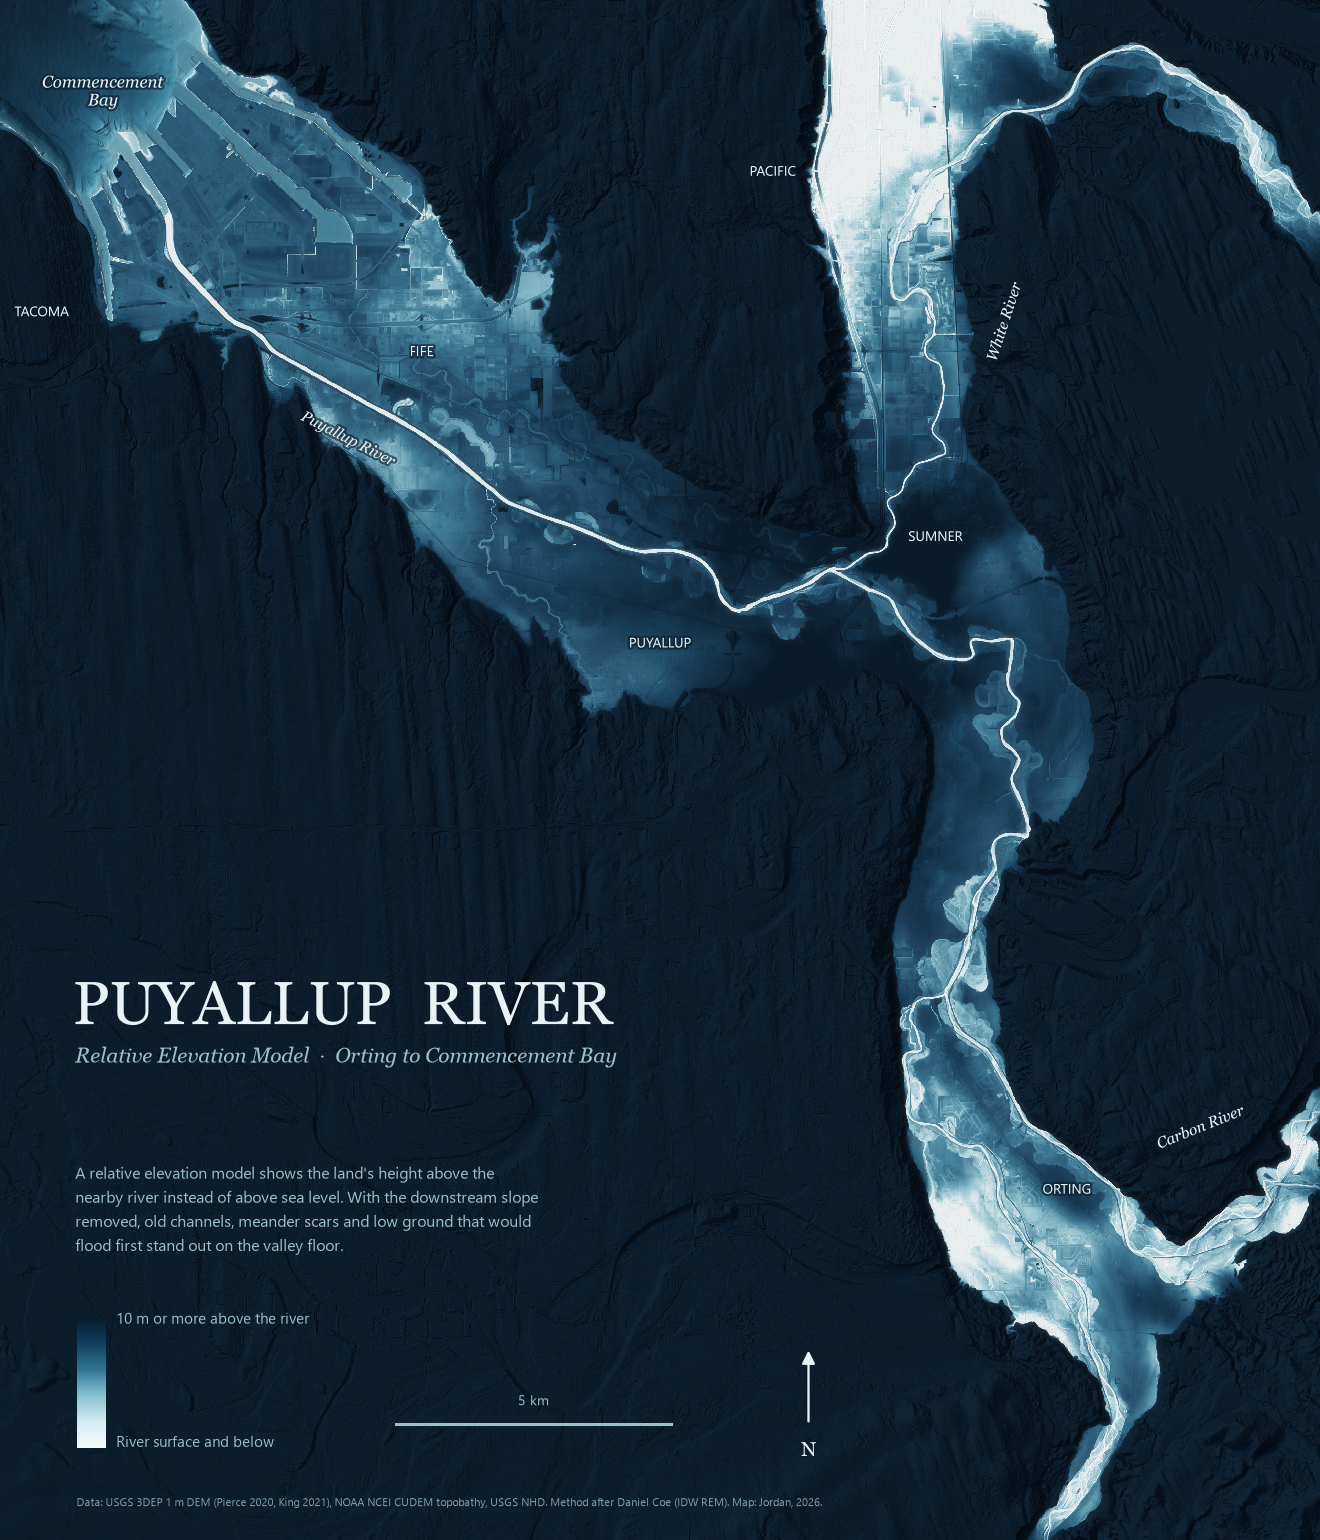 Commencement
Bay
PACIFIC
TACOMA
White River
FIFE
Puyallup River
SUMNER
PUYALLUP
PUYALLUP RIVER
Relative Elevation Model · Orting to Commencement Bay
Carbon River
A relative elevation model shows the land's height above the
nearby river instead of above sea level. With the downstream slope
removed, old channels, meander scars and low ground that would
flood first stand out on the valley floor.
ORTING
10 m or more above the river
5 km
River surface and below
N
Data: USGS 3DEP 1 m DEM (Pierce 2020, King 2021), NOAA NCEI CUDEM topobathy, USGS NHD. Method after Daniel Coe (IDW REM). Map: Jordan, 2026.